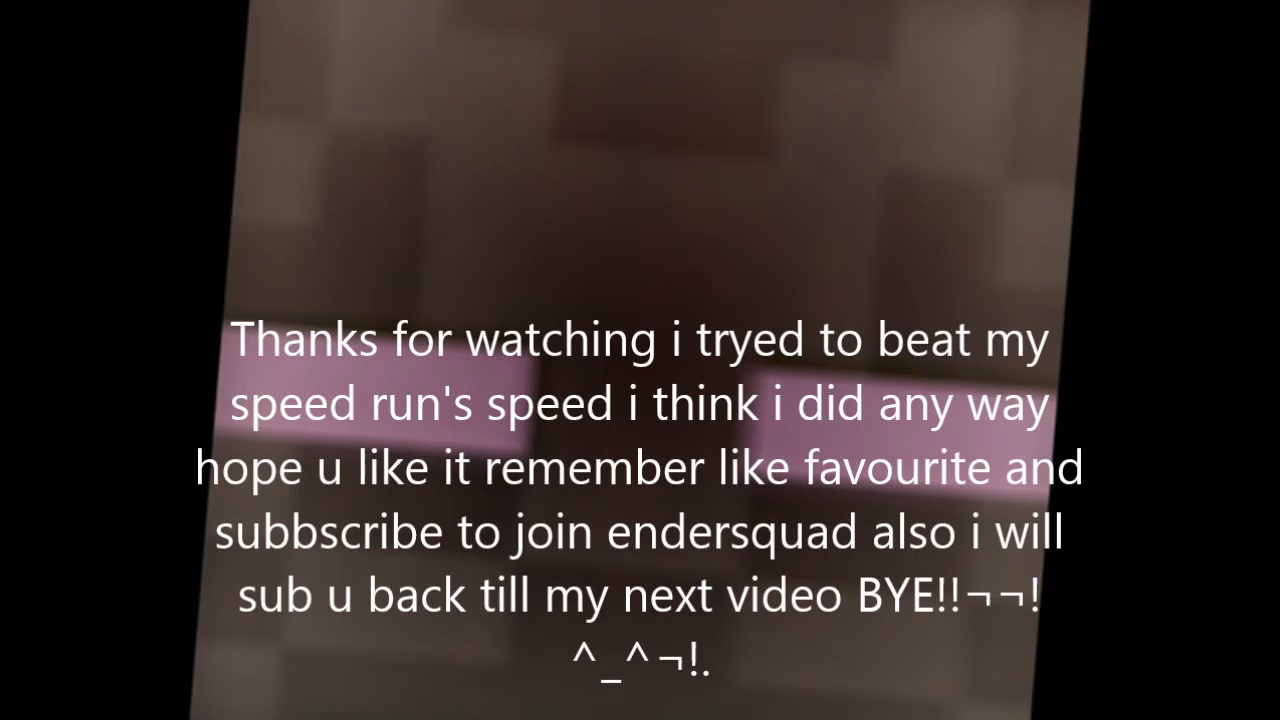 Thanks for watching i tryed to beat my
speed run's speed i think i did any way
hope u like it remember like favourite and
subbscribe to join endersquad also i will
sub u back till my next video BYE!!¬¬!
^_^¬!.